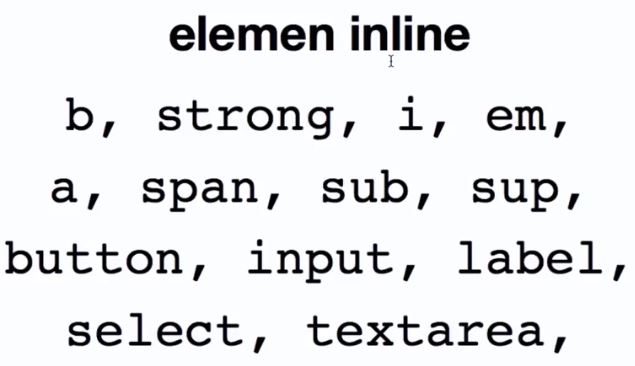 elemen inline
b, strong, i, em,
a, span, sub, sup,
button, input, label,
select, textarea,